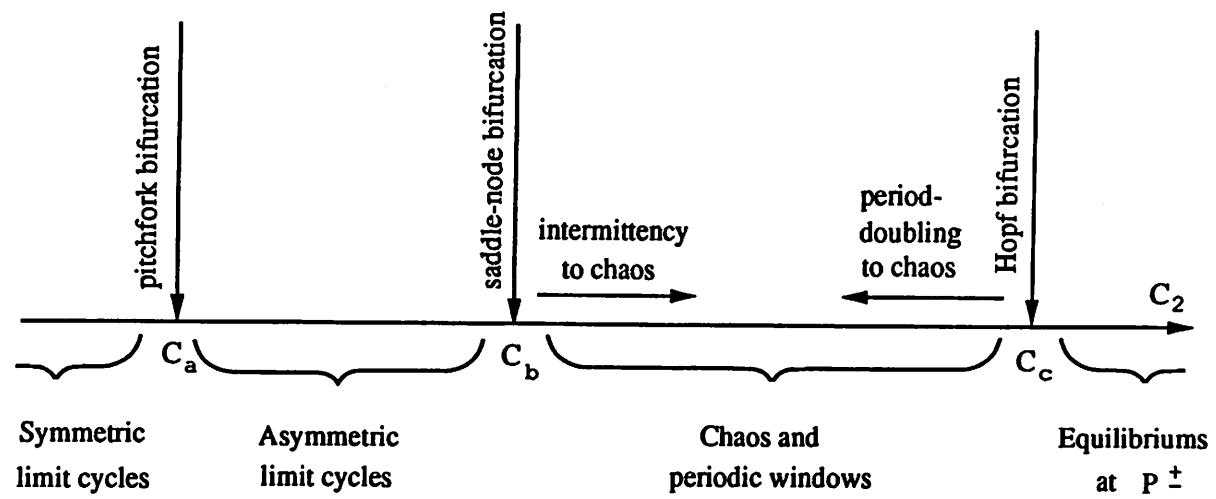 pitchfork bifurcation
saddle-node bifurcation
Hopf bifurcation
intermittency
to chaos
period-
doubling
to chaos
C2
Ca
Cb
Cc
Symmetric
limit cycles
Asymmetric
limit cycles
Chaos and
periodic windows
Equilibriums
at P ±